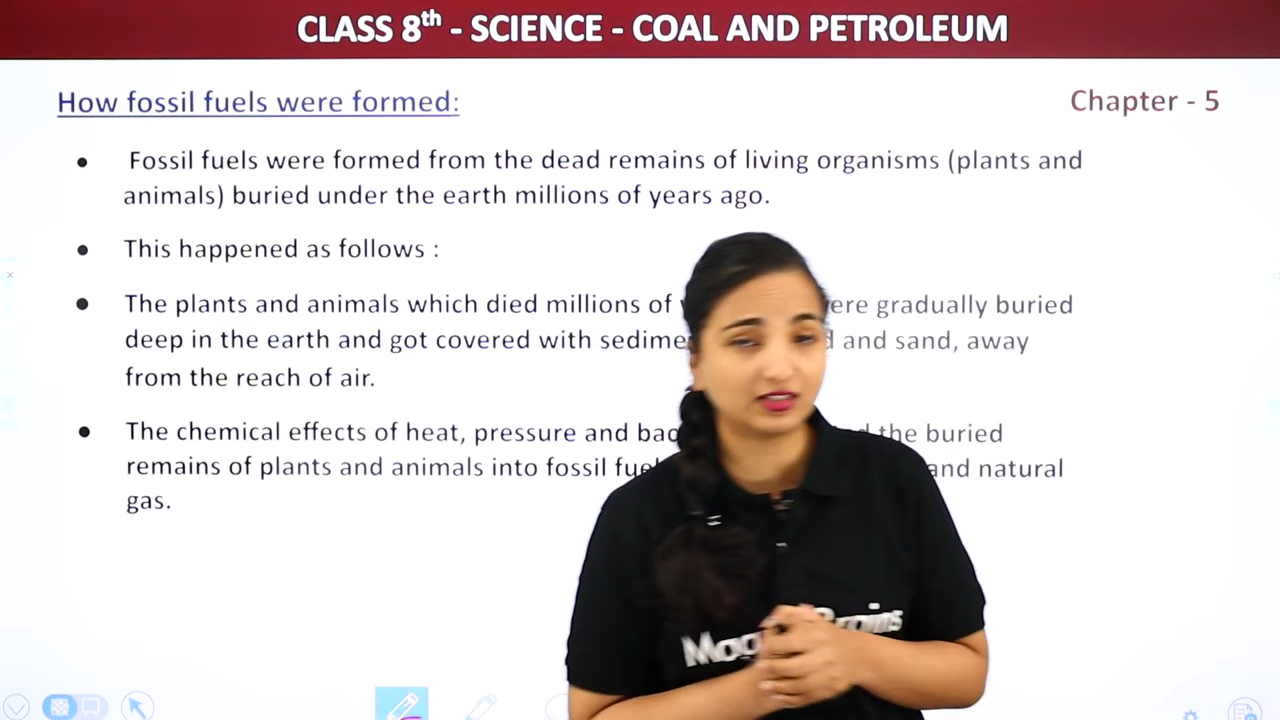 CLASS 8th - SCIENCE - COAL AND PETROLEUM
How fossil fuels were formed:
Chapter - 5
• Fossil fuels were formed from the dead remains of living organisms (plants and
animals) buried under the earth millions of years ago.
• This happened as follows :
• The plants and animals which died millions of ere gradually buried
deep in the earth and got covered with sedime d and sand, away
from the reach of air.
• The chemical effects of heat, pressure and bac d the buried
remains of plants and animals into fossil fue and natural
gas.